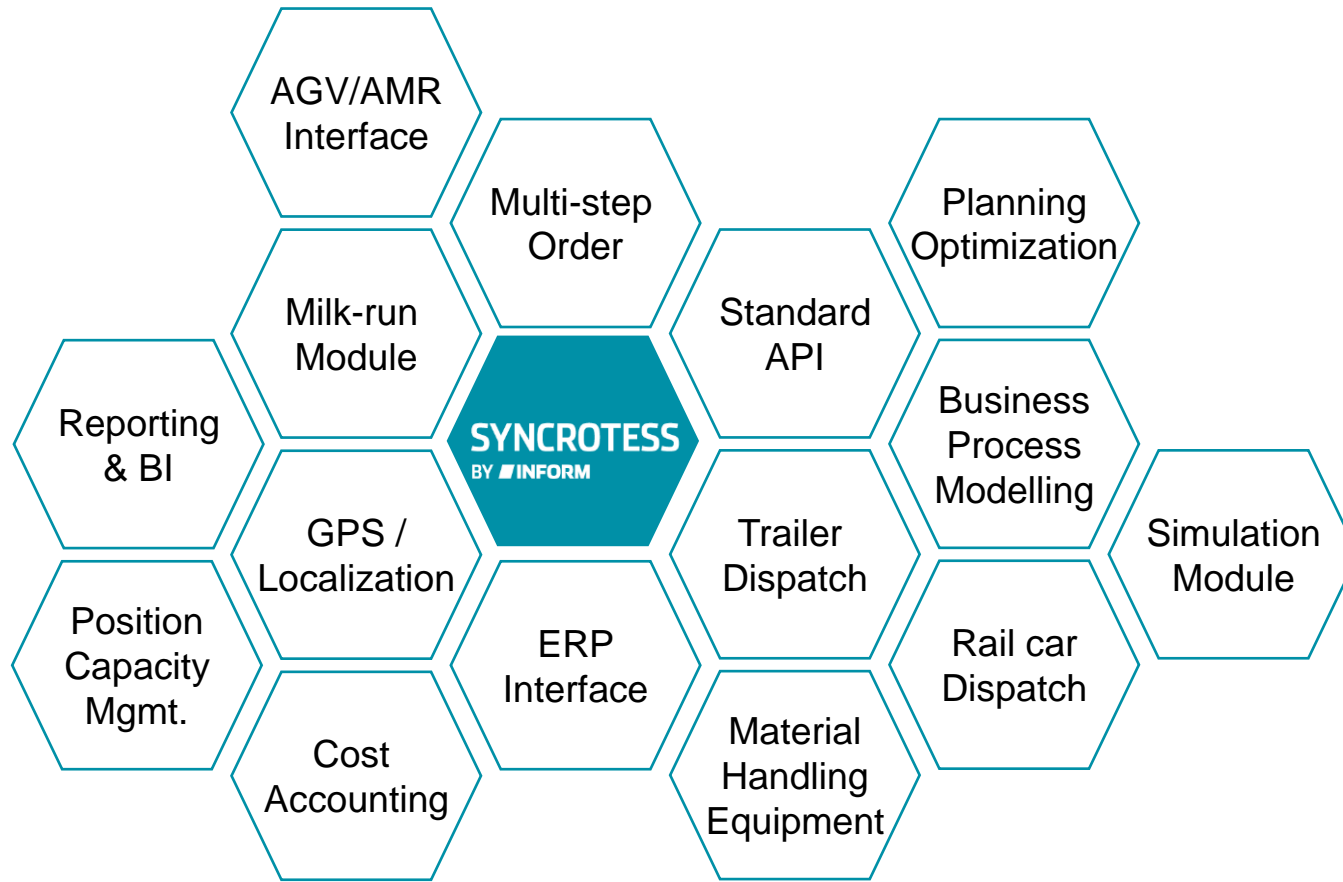 AGV/AMR
Interface
Multi-step
Order
Planning
Optimization
Milk-run
Module
Standard
API
Reporting
& BI
SYNCROTESS
BY INFORM
Business
Process
Modelling
GPS /
Localization
Trailer
Dispatch
Simulation
Module
Position
Capacity
Mgmt.
ERP
Interface
Rail car
Dispatch
Cost
Accounting
Material
Handling
Equipment